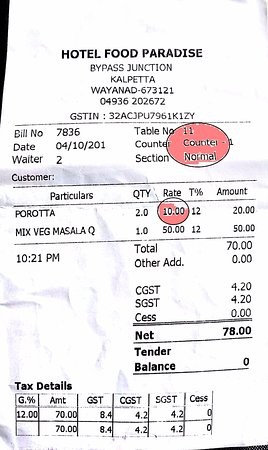 HOTEL FOOD PARADISE
BYPASS JUNCTION
KALPETTA
WAYANAD-673121
04936 202672
GSTIN : 32ACJPU7961K1ZY
Bill No 7836 Table No 11
Date 04/10/201 Counter Counter - 1
Waiter 2 Section Normal
Customer:
Particulars QTY Rate T% Amount
POROTTA 2.0 10.00 12 20.00
MIX VEG MASALA Q 1.0 50.00 12 50.00
10:21 PM Total 70.00
Other Add. 0.00
CGST 4.20
SGST 4.20
Cess 0.00
Net 78.00
Tender
Balance 0
Tax Details
G.% Amt GST CGST SGST Cess
12.00 70.00 8.4 4.2 4.2 0
70.00 8.4 4.2 4.2 0